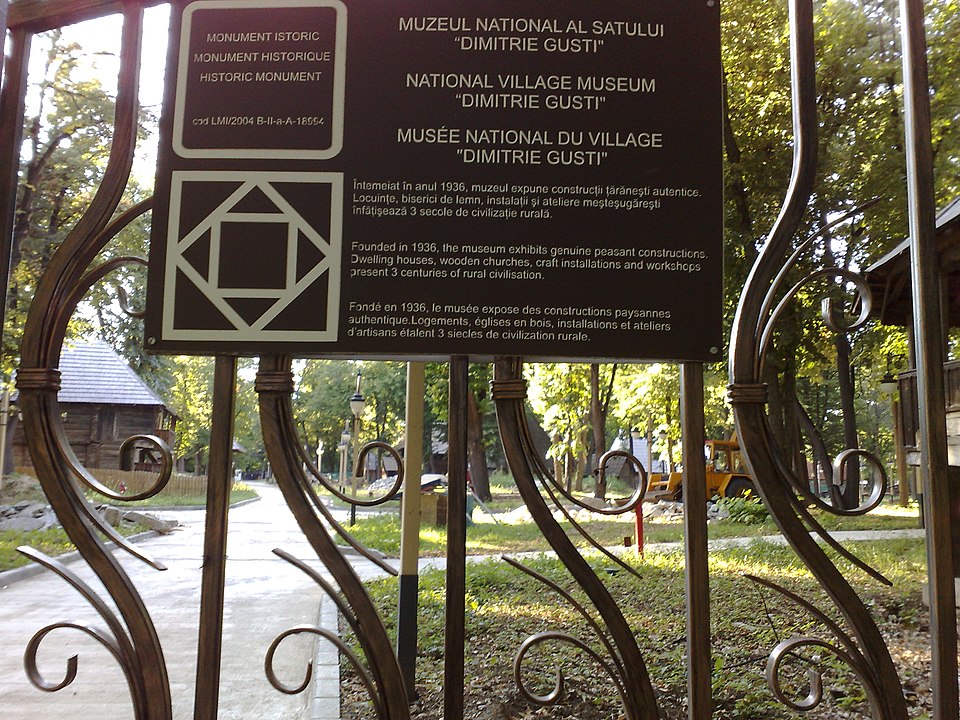 MONUMENT ISTORIC
MONUMENT HISTORIQUE
HISTORIC MONUMENT
cod LMI/2004 B-II-a-A-18954
MUZEUL NATIONAL AL SATULUI
“DIMITRIE GUSTI”
NATIONAL VILLAGE MUSEUM
“DIMITRIE GUSTI”
MUSÉE NATIONAL DU VILLAGE
"DIMITRIE GUSTI"
Întemeiat în anul 1936, muzeul expune construcţii ţărăneşti autentice.
Locuinţe, biserici de lemn, instalaţii şi ateliere meşteşugăreşti
înfăţişează 3 secole de civilizaţie rurală.
Founded in 1936, the museum exhibits genuine peasant constructions.
Dwelling houses, wooden churches, craft installations and workshops
present 3 centuries of rural civilisation.
Fondé en 1936, le musée expose des constructions paysannes
authentique.Logements, églises en bois, installations et ateliers
d'artisans étalent 3 siecles de civilization rurale.